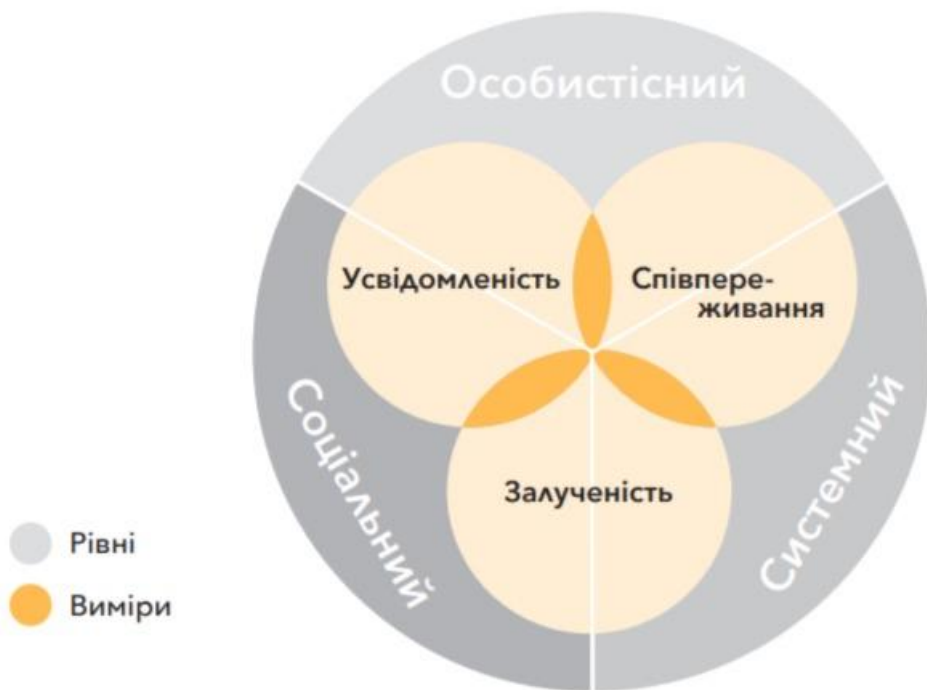 Особистісний
Усвідомленість
Співпере-
живання
Залученість
Соціальний
Системний
Рівні
Виміри